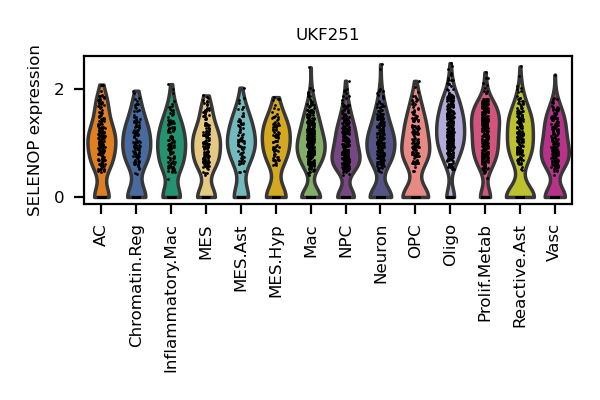 UKF251
SELENOP expression
2
0
AC
Chromatin.Reg
Inflammatory.Mac
MES
MES.Ast
MES.Hyp
Mac
NPC
Neuron
OPC
Oligo
Prolif.Metab
Reactive.Ast
Vasc